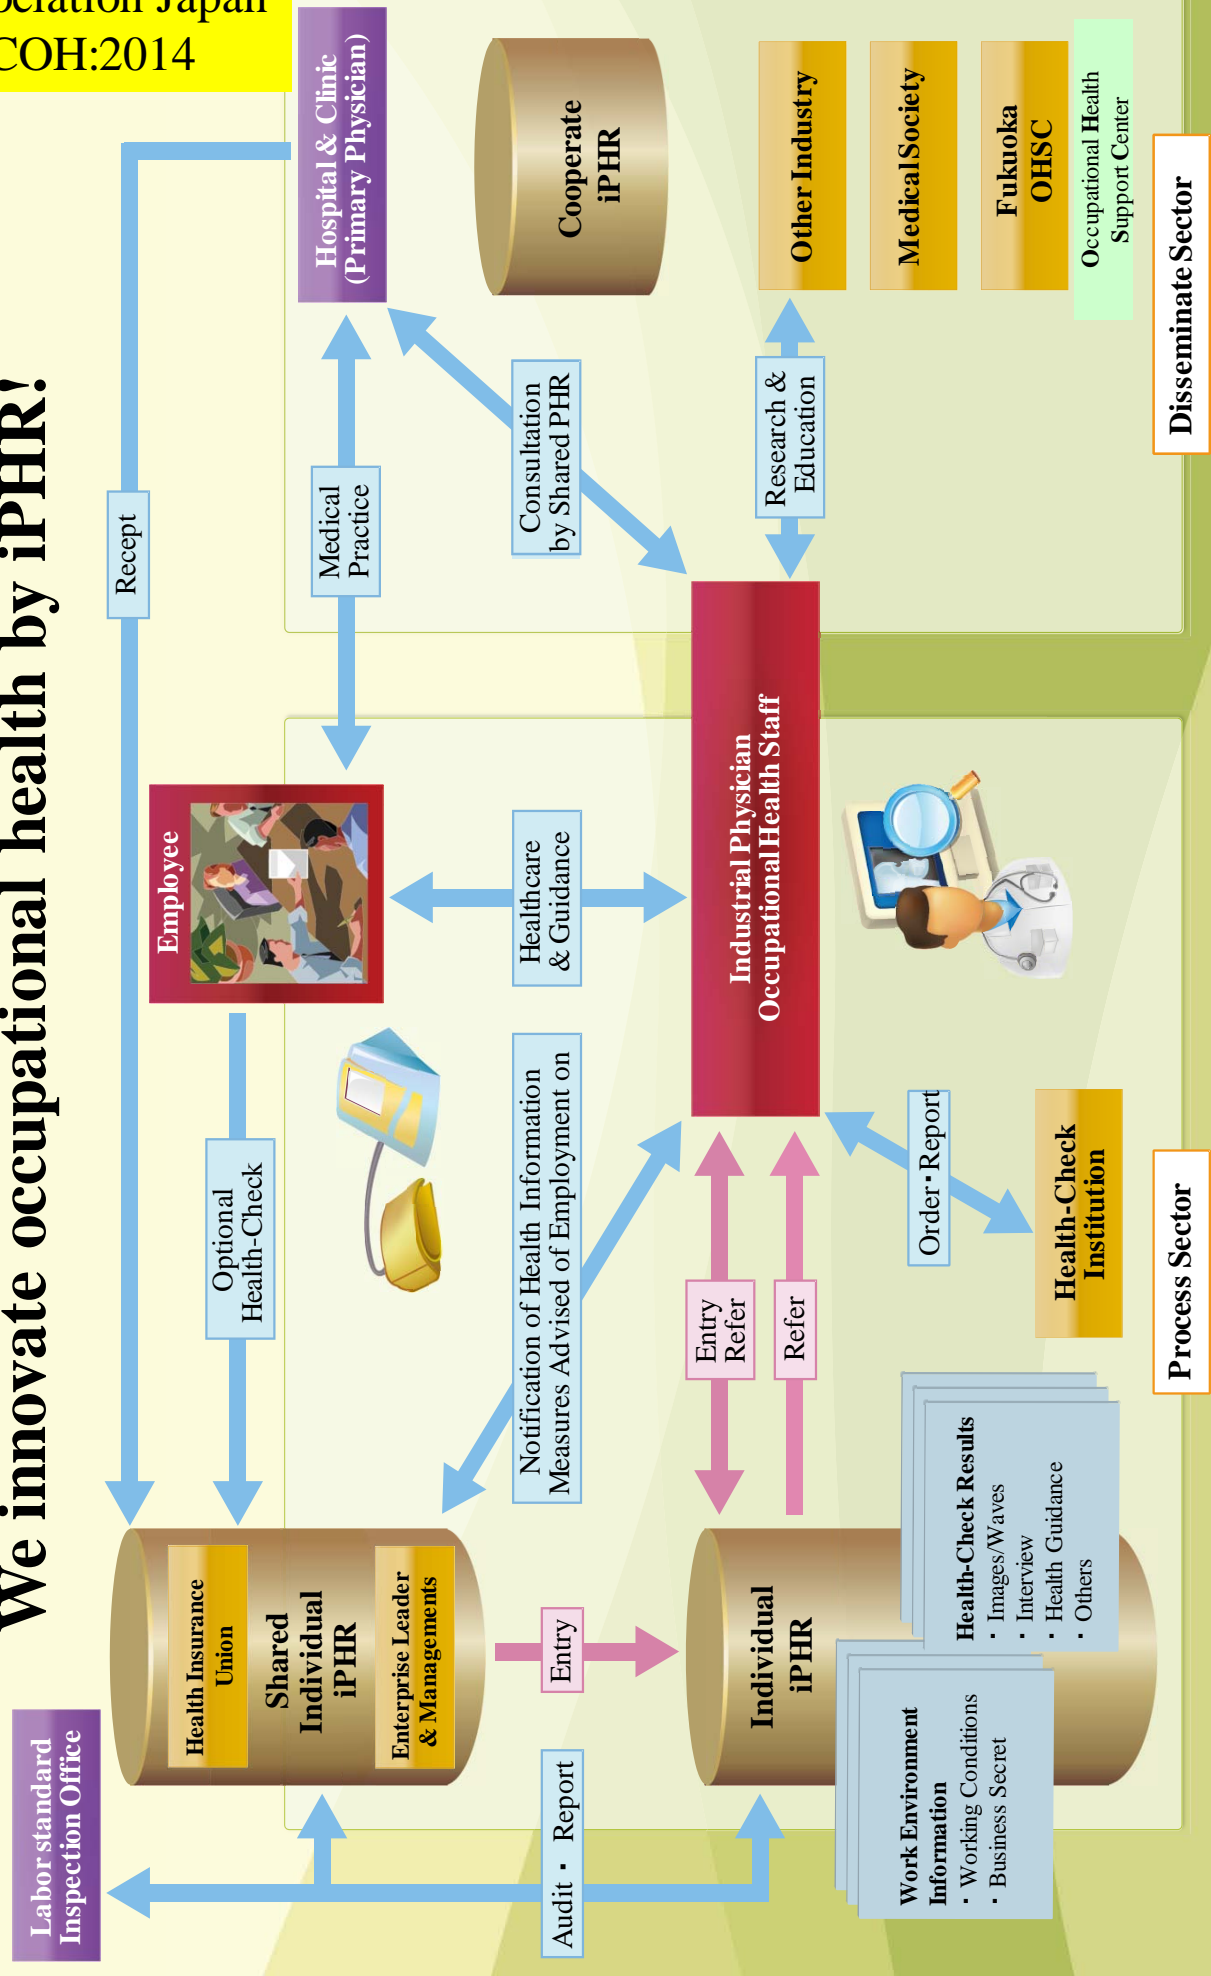 We innovate occupational health by iPHR!
ociation Japan
COH:2014
Labor standard
Inspection Office
Recept
Employee
Optional
Health-Check
Medical
Practice
Hospital & Clinic
(Primary Physician)
Health Insurance
Union
Shared
Individual
iPHR
Enterprise Leader
& Managements
Notification of Health Information
Measures Advised of Employment on
Healthcare
& Guidance
Consultation
by Shared PHR
Cooperate
iPHR
Audit ・ Report
Entry
Entry
Refer
Refer
Industrial Physician
Occupational Health Staff
Research &
Education
Other Industry
Medical Society
Fukuoka
OHSC
Occupational Health
Support Center
Individual
iPHR
Work Environment
Information
・Working Conditions
・Business Secret
Health-Check Results
・Images/Waves
・Interview
・Health Guidance
・Others
Order・Report
Health-Check
Institution
Process Sector
Disseminate Sector